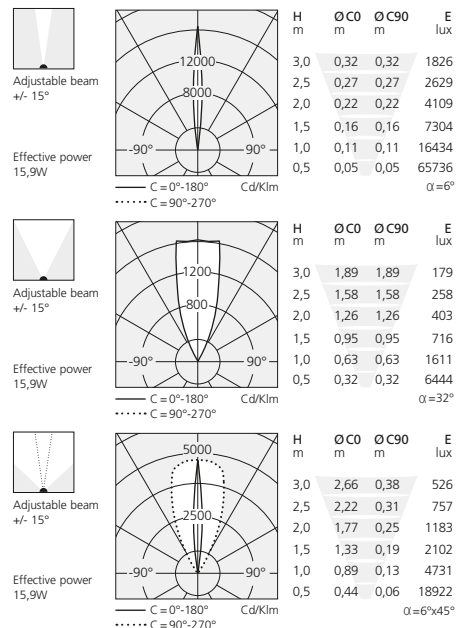 Adjustable beam
+/- 15°
Effective power
15,9W
12000
8000
-90° 90°
C = 0°-180° Cd/Klm
C = 90°-270°
H Ø C0 Ø C90 E
m m m lux
3,0 0,32 0,32 1826
2,5 0,27 0,27 2629
2,0 0,22 0,22 4109
1,5 0,16 0,16 7304
1,0 0,11 0,11 16434
0,5 0,05 0,05 65736
α=6°
Adjustable beam
+/- 15°
Effective power
15,9W
1200
800
-90° 90°
C = 0°-180° Cd/Klm
C = 90°-270°
H Ø C0 Ø C90 E
m m m lux
3,0 1,89 1,89 179
2,5 1,58 1,58 258
2,0 1,26 1,26 403
1,5 0,95 0,95 716
1,0 0,63 0,63 1611
0,5 0,32 0,32 6444
α=32°
Adjustable beam
+/- 15°
Effective power
15,9W
5000
2500
-90° 90°
C = 0°-180° Cd/Klm
C = 90°-270°
H Ø C0 Ø C90 E
m m m lux
3,0 2,66 0,38 526
2,5 2,22 0,31 757
2,0 1,77 0,25 1183
1,5 1,33 0,19 2102
1,0 0,89 0,13 4731
0,5 0,44 0,06 18922
α=6°x45°